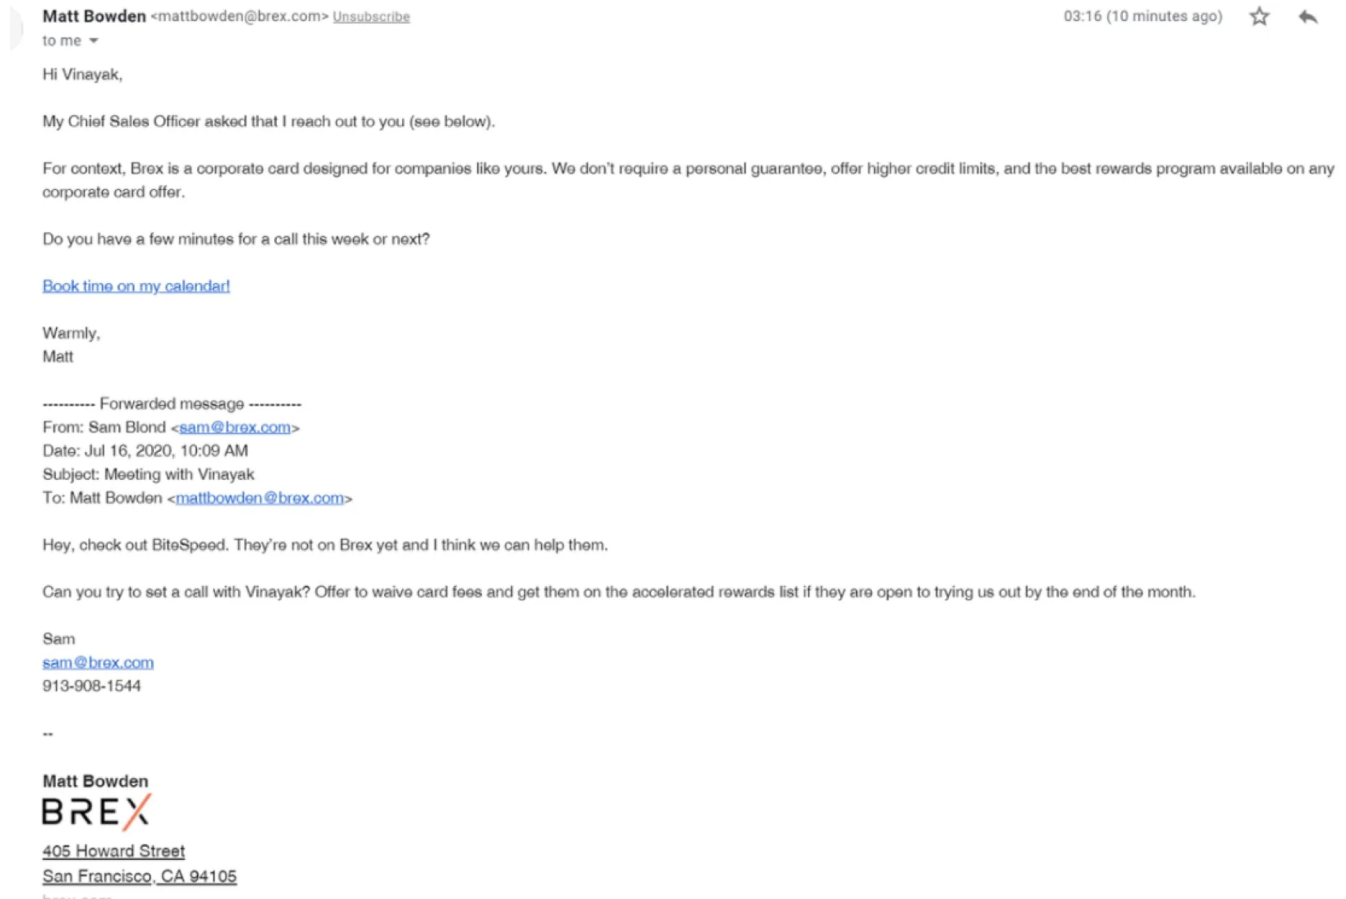 Matt Bowden <mattbowden@brex.com> Unsubscribe 03:16 (10 minutes ago)
to me
Hi Vinayak,
My Chief Sales Officer asked that I reach out to you (see below).
For context, Brex is a corporate card designed for companies like yours. We don't require a personal guarantee, offer higher credit limits, and the best rewards program available on any
corporate card offer.
Do you have a few minutes for a call this week or next?
Book time on my calendar!
Warmly,
Matt
---------- Forwarded message ----------
From: Sam Blond <sam@brex.com>
Date: Jul 16, 2020, 10:09 AM
Subject: Meeting with Vinayak
To: Matt Bowden <mattbowden@brex.com>
Hey, check out BiteSpeed. They're not on Brex yet and I think we can help them.
Can you try to set a call with Vinayak? Offer to waive card fees and get them on the accelerated rewards list if they are open to trying us out by the end of the month.
Sam
sam@brex.com
913-908-1544
--
Matt Bowden
BREX
405 Howard Street
San Francisco, CA 94105